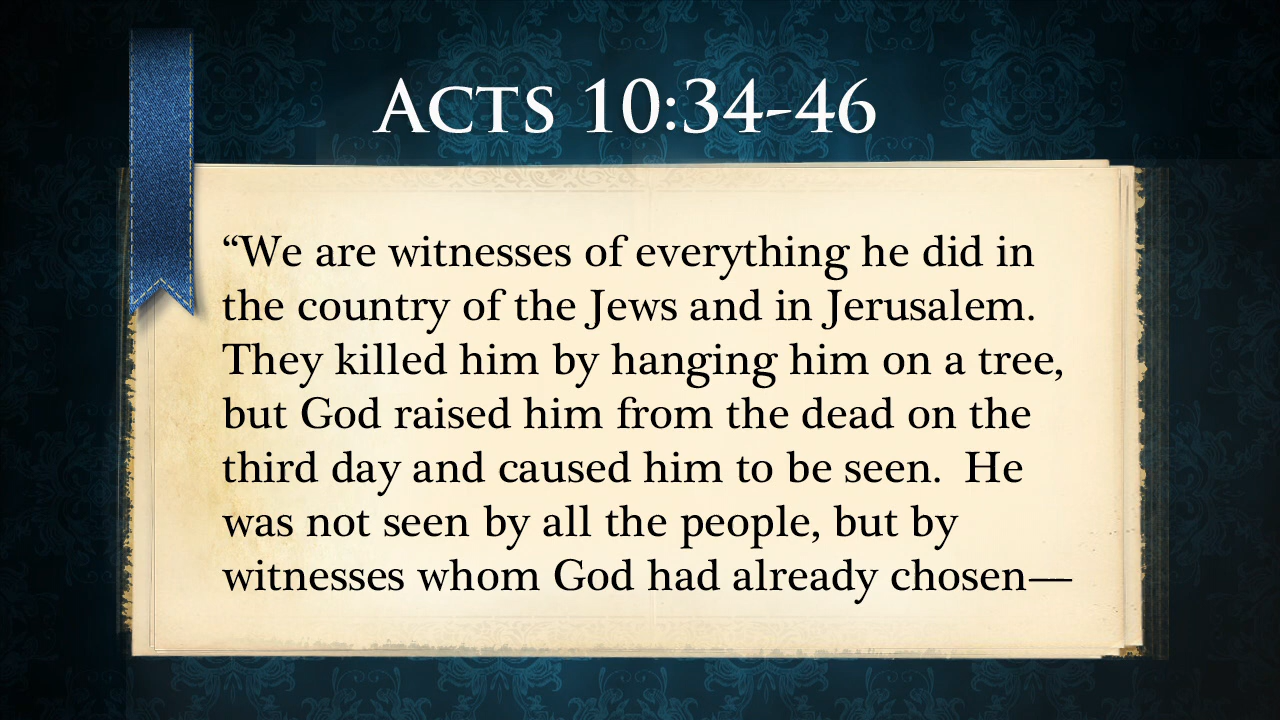 Acts 10:34-46
“We are witnesses of everything he did in
the country of the Jews and in Jerusalem.
They killed him by hanging him on a tree,
but God raised him from the dead on the
third day and caused him to be seen.  He
was not seen by all the people, but by
witnesses whom God had already chosen—